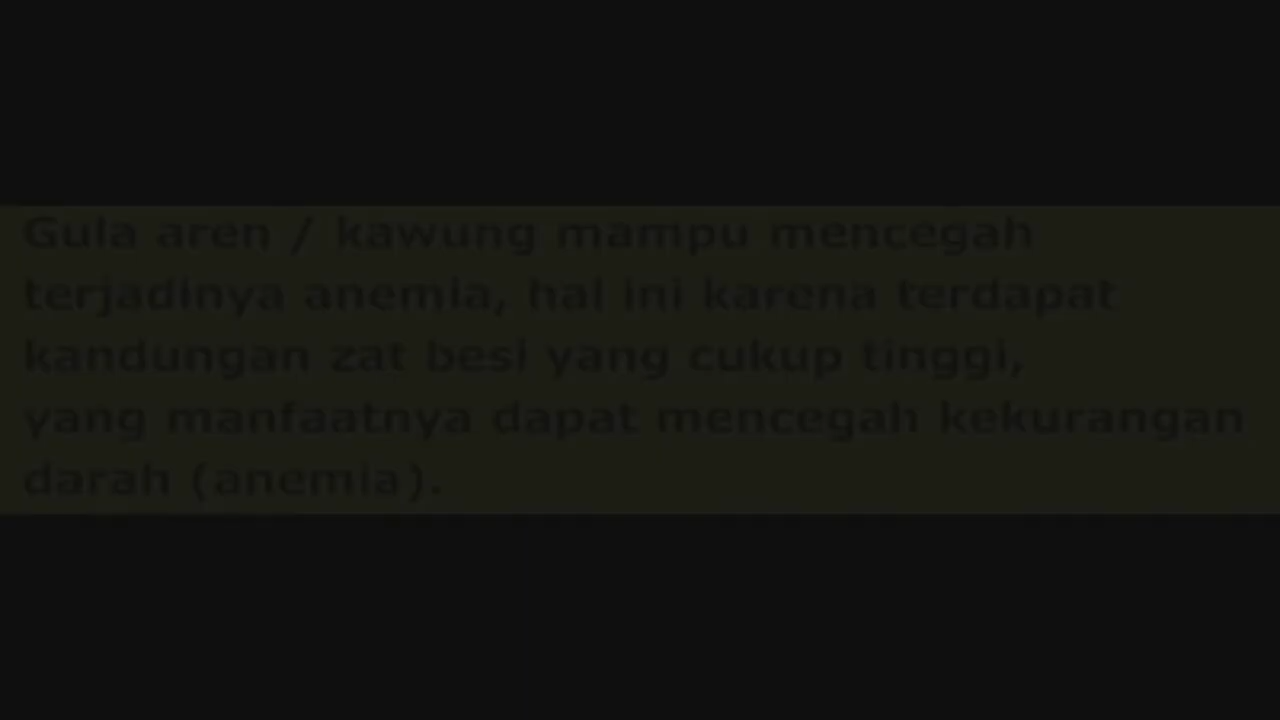 Gula aren / kawung mampu mencegah
terjadinya anemia, hal ini karena terdapat
kandungan zat besi yang cukup tinggi,
yang manfaatnya dapat mencegah kekurangan
darah (anemia).